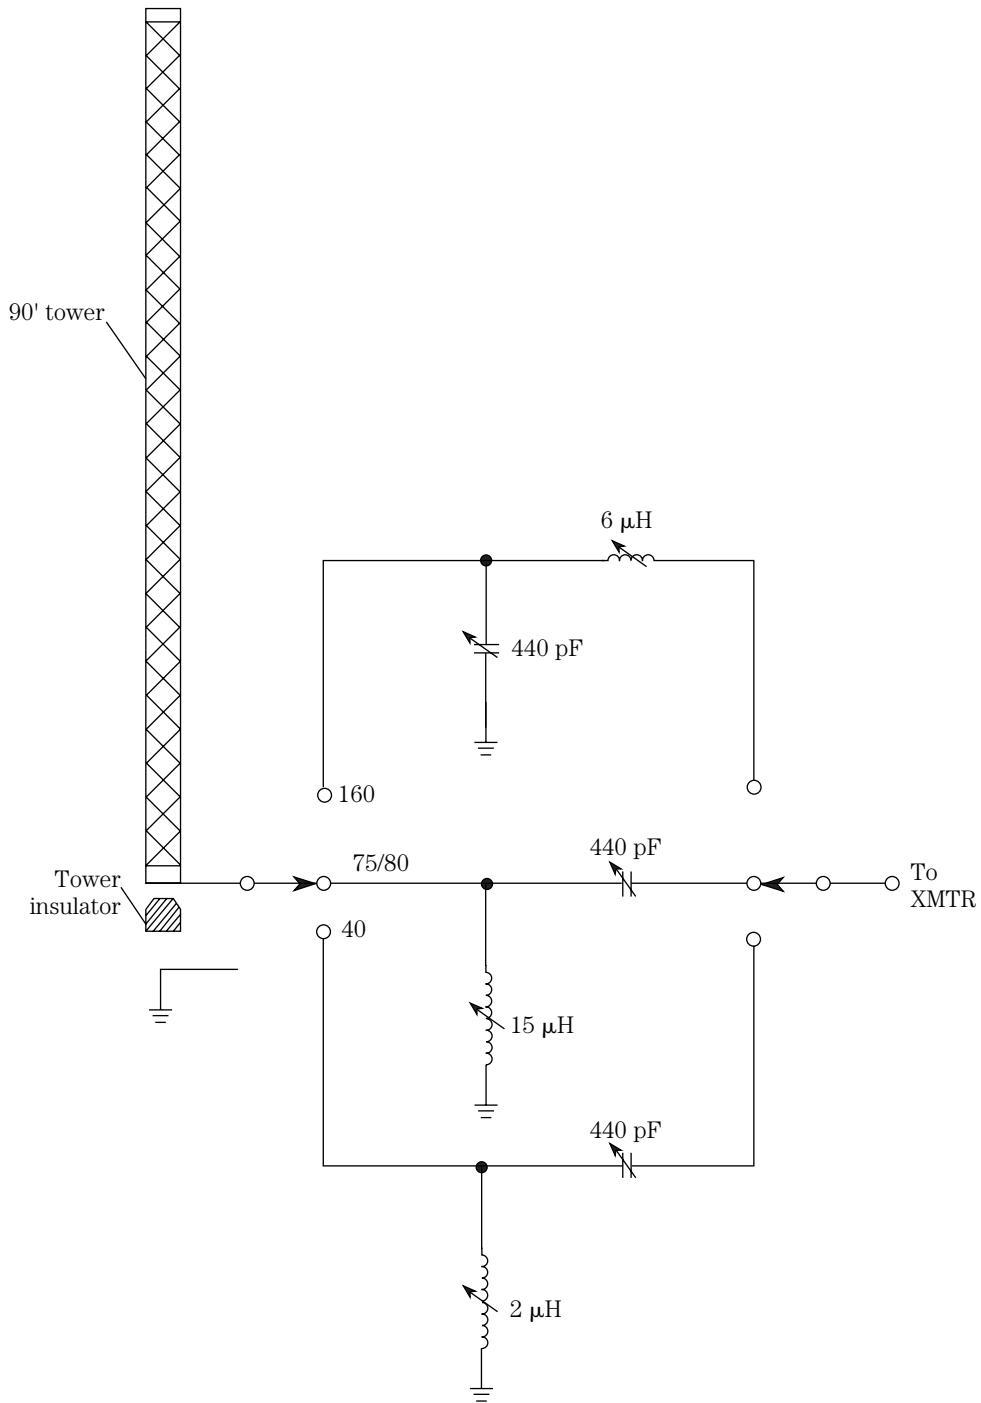 90' tower
6 μH
440 pF
160
440 pF
75/80
To
XMTR
Tower
insulator
40
15 μH
440 pF
2 μH